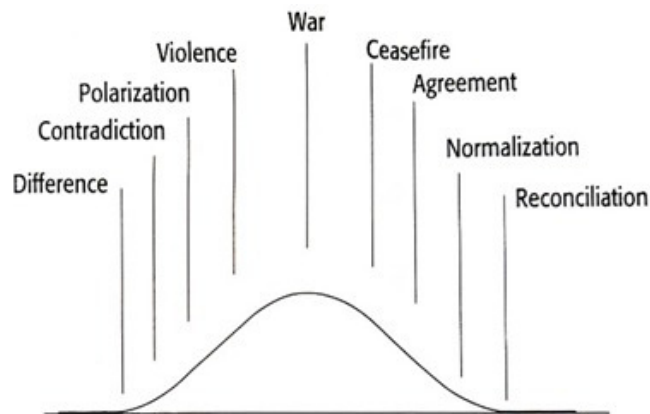 War
Violence
Ceasefire
Polarization
Agreement
Contradiction
Normalization
Difference
Reconciliation